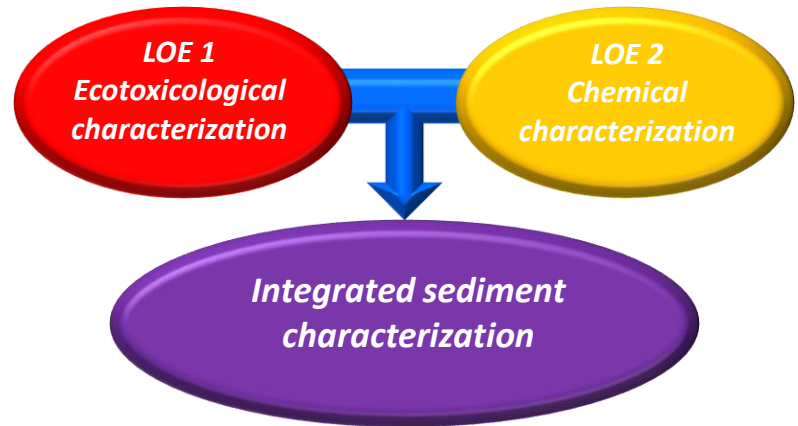 LOE 1
Ecotoxicological
characterization
LOE 2
Chemical
characterization
Integrated sediment
characterization